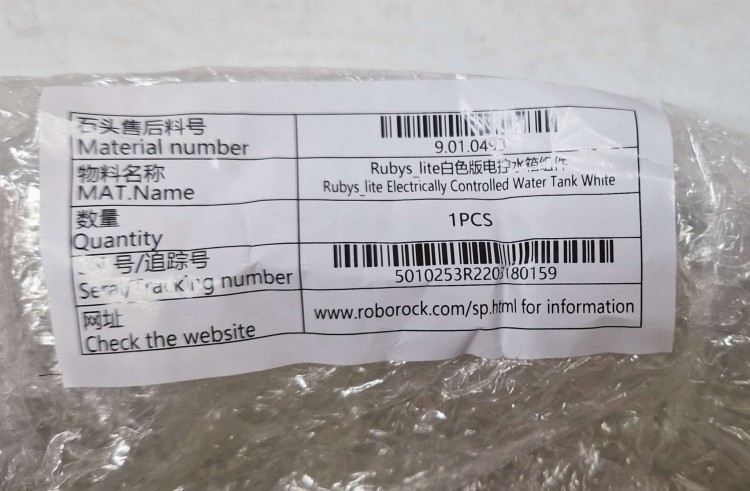 石头售后料号
Material number
9.01.0493
物料名称
MAT.Name
Rubys_lite白色版电控水箱组件
Rubys_lite Electrically Controlled Water Tank White
数量
Quantity
1PCS
号/追踪号
number
网址
Check the website
www.roborock.com/sp.html for information